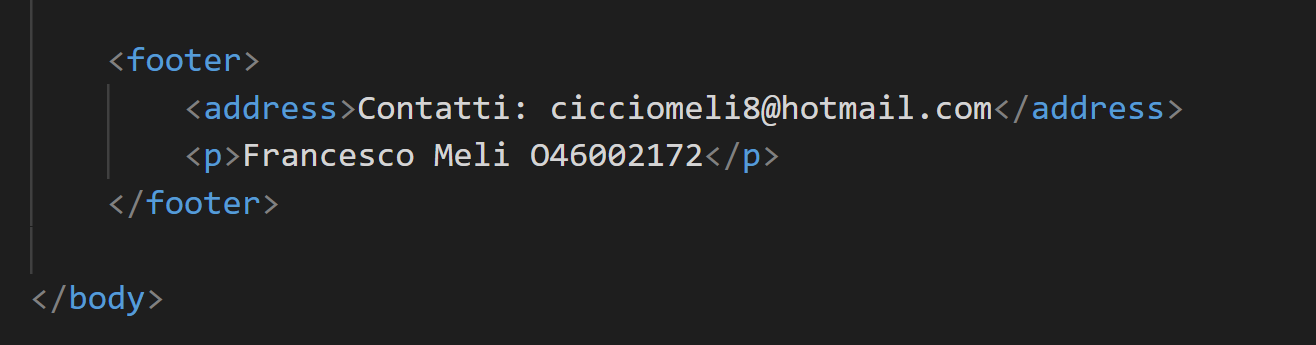 <footer>
<address>Contatti: cicciomeli8@hotmail.com</address>
<p>Francesco Meli O46002172</p>
</footer>
</body>